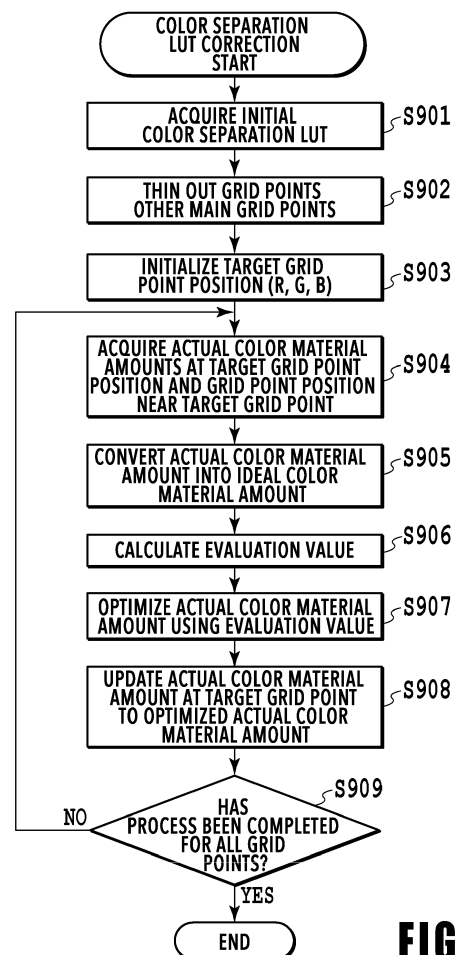 COLOR SEPARATION
LUT CORRECTION
START
ACQUIRE INITIAL
COLOR SEPARATION LUT
S901
THIN OUT GRID POINTS
OTHER MAIN GRID POINTS
S902
INITIALIZE TARGET GRID
POINT POSITION (R, G, B)
S903
ACQUIRE ACTUAL COLOR MATERIAL
AMOUNTS AT TARGET GRID POINT
POSITION AND GRID POINT POSITION
NEAR TARGET GRID POINT
S904
CONVERT ACTUAL COLOR MATERIAL
AMOUNT INTO IDEAL COLOR
MATERIAL AMOUNT
S905
CALCULATE EVALUATION VALUE
S906
OPTIMIZE ACTUAL COLOR MATERIAL
AMOUNT USING EVALUATION VALUE
S907
UPDATE ACTUAL COLOR MATERIAL
AMOUNT AT TARGET GRID POINT
TO OPTIMIZED ACTUAL COLOR
MATERIAL AMOUNT
S908
S909
HAS
PROCESS BEEN COMPLETED
FOR ALL GRID
POINTS?
NO
YES
END
FIG